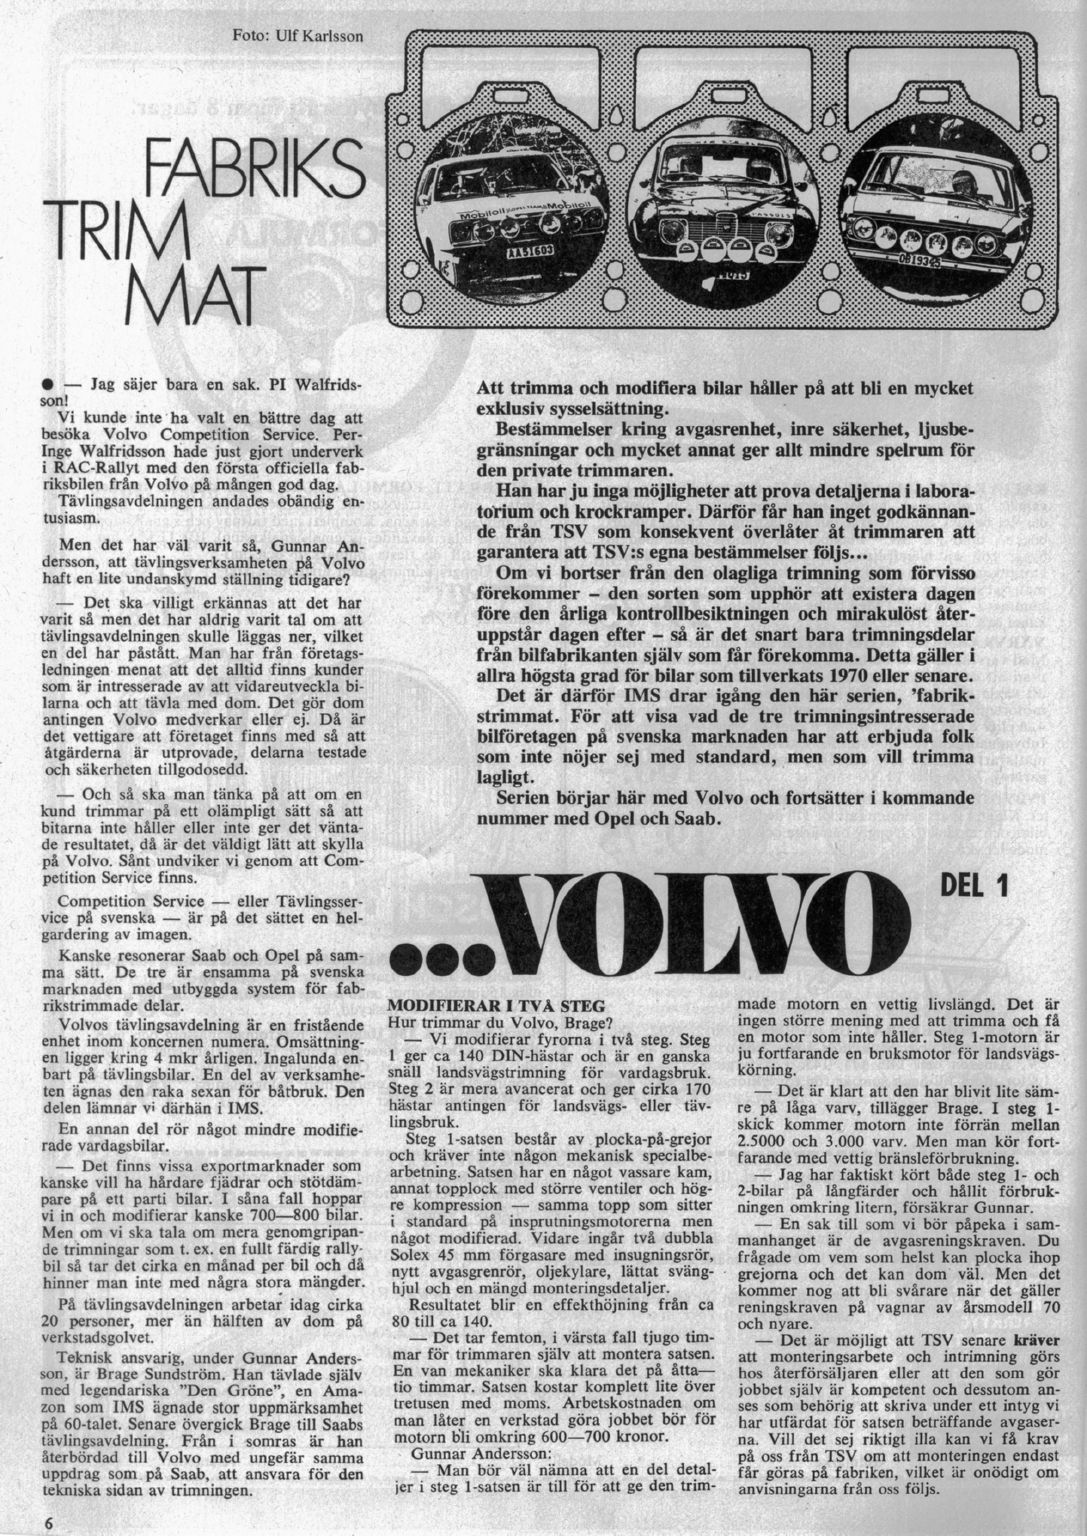 Foto: Ulf Karlsson
FABRIKS
TRIM
MAT
Mobiloil
Mobiloil
AA51603
● — Jag säjer bara en sak. PI Walfrids-
son!
Vi kunde inte ha valt en bättre dag att
besöka Volvo Competition Service. Per-
Inge Walfridsson hade just gjort underverk
i RAC-Rallyt med den första officiella fab-
riksbilen från Volvo på mången god dag.
Tävlingsavdelningen andades obändig en-
tusiasm.
Men det har väl varit så, Gunnar An-
dersson, att tävlingsverksamheten på Volvo
haft en lite undanskymd ställning tidigare?
— Det ska villigt erkännas att det har
varit så men det har aldrig varit tal om att
tävlingsavdelningen skulle läggas ner, vilket
en del har påstått. Man har från företags-
ledningen menat att det alltid finns kunder
som är intresserade av att vidareutveckla bi-
larna och att tävla med dom. Det gör dom
antingen Volvo medverkar eller ej. Då är
det vettigare att företaget finns med så att
åtgärderna är utprovade, delarna testade
och säkerheten tillgodosedd.
— Och så ska man tänka på att om en
kund trimmar på ett olämpligt sätt så att
bitarna inte håller eller inte ger det vänta-
de resultatet, då är det väldigt lätt att skylla
på Volvo. Sånt undviker vi genom att Com-
petition Service finns.
Competition Service — eller Tävlingsser-
vice på svenska — är på det sättet en hel-
gardering av imagen.
Kanske resonerar Saab och Opel på sam-
ma sätt. De tre är ensamma på svenska
marknaden med utbyggda system för fab-
rikstrimmade delar.
Volvos tävlingsavdelning är en fristående
enhet inom koncernen numera. Omsättning-
en ligger kring 4 mkr årligen. Ingalunda en-
bart på tävlingsbilar. En del av verksamhe-
ten ägnas den raka sexan för båtbruk. Den
delen lämnar vi därhän i IMS.
En annan del rör något mindre modifie-
rade vardagsbilar.
— Det finns vissa exportmarknader som
kanske vill ha hårdare fjädrar och stötdäm-
pare på ett parti bilar. I såna fall hoppar
vi in och modifierar kanske 700—800 bilar.
Men om vi ska tala om mera genomgripan-
de trimningar som t. ex. en fullt färdig rally-
bil så tar det cirka en månad per bil och då
hinner man inte med några stora mängder.
På tävlingsavdelningen arbetar idag cirka
20 personer, mer än hälften av dom på
verkstadsgolvet.
Teknisk ansvarig, under Gunnar Anders-
son, är Brage Sundström. Han tävlade själv
med legendariska ”Den Gröne”, en Ama-
zon som IMS ägnade stor uppmärksamhet
på 60-talet. Senare övergick Brage till Saabs
tävlingsavdelning. Från i somras är han
återbördad till Volvo med ungefär samma
uppdrag som på Saab, att ansvara för den
tekniska sidan av trimningen.
Att trimma och modifiera bilar håller på att bli en mycket
exklusiv sysselsättning.
Bestämmelser kring avgasrenhet, inre säkerhet, ljusbe-
gränsningar och mycket annat ger allt mindre spelrum för
den private trimmaren.
Han har ju inga möjligheter att prova detaljerna i labora-
torium och krockramper. Därför får han inget godkännan-
de från TSV som konsekvent överlåter åt trimmaren att
garantera att TSV:s egna bestämmelser följs...
Om vi bortser från den olagliga trimning som förvisso
förekommer – den sorten som upphör att existera dagen
före den årliga kontrollbesiktningen och mirakulöst åter-
uppstår dagen efter – så är det snart bara trimningsdelar
från bilfabrikanten själv som får förekomma. Detta gäller i
allra högsta grad för bilar som tillverkats 1970 eller senare.
Det är därför IMS drar igång den här serien, ’fabrik-
strimmat. För att visa vad de tre trimningsintresserade
bilföretagen på svenska marknaden har att erbjuda folk
som inte nöjer sej med standard, men som vill trimma
lagligt.
Serien börjar här med Volvo och fortsätter i kommande
nummer med Opel och Saab.
...VOLVO
DEL 1
MODIFIERAR I TVÅ STEG
Hur trimmar du Volvo, Brage?
— Vi modifierar fyrorna i två steg. Steg
1 ger ca 140 DIN-hästar och är en ganska
snäll landsvägstrimning för vardagsbruk.
Steg 2 är mera avancerat och ger cirka 170
hästar antingen för landsvägs- eller täv-
lingsbruk.
Steg 1-satsen består av plocka-på-grejor
och kräver inte någon mekanisk specialbe-
arbetning. Satsen har en något vassare kam,
annat topplock med större ventiler och hög-
re kompression — samma topp som sitter
i standard på insprutningsmotorerna men
något modifierad. Vidare ingår två dubbla
Solex 45 mm förgasare med insugningsrör,
nytt avgasgrenrör, oljekylare, lättat sväng-
hjul och en mängd monteringsdetaljer.
Resultatet blir en effekthöjning från ca
80 till ca 140.
— Det tar femton, i värsta fall tjugo tim-
mar för trimmaren själv att montera satsen.
En van mekaniker ska klara det på åtta—
tio timmar. Satsen kostar komplett lite över
tretusen med moms. Arbetskostnaden om
man låter en verkstad göra jobbet bör för
motorn bli omkring 600—700 kronor.
Gunnar Andersson:
— Man bör väl nämna att en del detal-
jer i steg 1-satsen är till för att ge den trim-
made motorn en vettig livslängd. Det är
ingen större mening med att trimma och få
en motor som inte håller. Steg 1-motorn är
ju fortfarande en bruksmotor för landsvägs-
körning.
— Det är klart att den har blivit lite säm-
re på låga varv, tillägger Brage. I steg 1-
skick kommer motorn inte förrän mellan
2.5000 och 3.000 varv. Men man kör fort-
farande med vettig bränsleförbrukning.
— Jag har faktiskt kört både steg 1- och
2-bilar på långfärder och hållit förbruk-
ningen omkring litern, försäkrar Gunnar.
— En sak till som vi bör påpeka i sam-
manhanget är de avgasreningskraven. Du
frågade om vem som helst kan plocka ihop
grejorna och det kan dom väl. Men det
kommer nog att bli svårare när det gäller
reningskraven på vagnar av årsmodell 70
och nyare.
— Det är möjligt att TSV senare kräver
att monteringsarbete och intrimning görs
hos återförsäljaren eller att den som gör
jobbet själv är kompetent och dessutom an-
ses som behörig att skriva under ett intyg vi
har utfärdat för satsen beträffande avgaser-
na. Vill det sej riktigt illa kan vi få krav
på oss från TSV om att monteringen endast
får göras på fabriken, vilket är onödigt om
anvisningarna från oss följs.
6